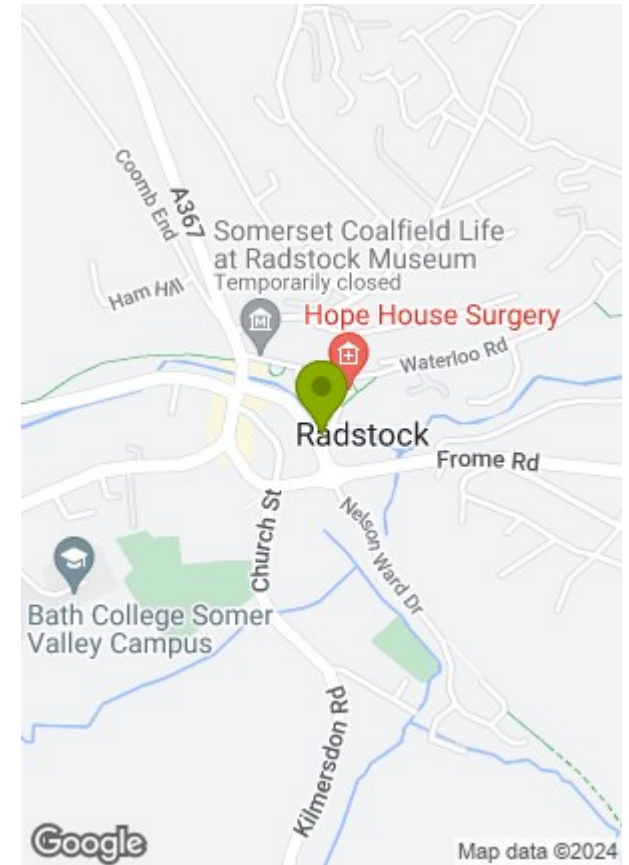 Coomb End
A367
Somerset Coalfield Life
at Radstock Museum
Temporarily closed
Ham Hill
Hope House Surgery
Waterloo Rd
Radstock
Frome Rd
Church St
Nelson Ward Dr
Bath College Somer
Valley Campus
Kilmersdon Rd
Google
Map data ©2024